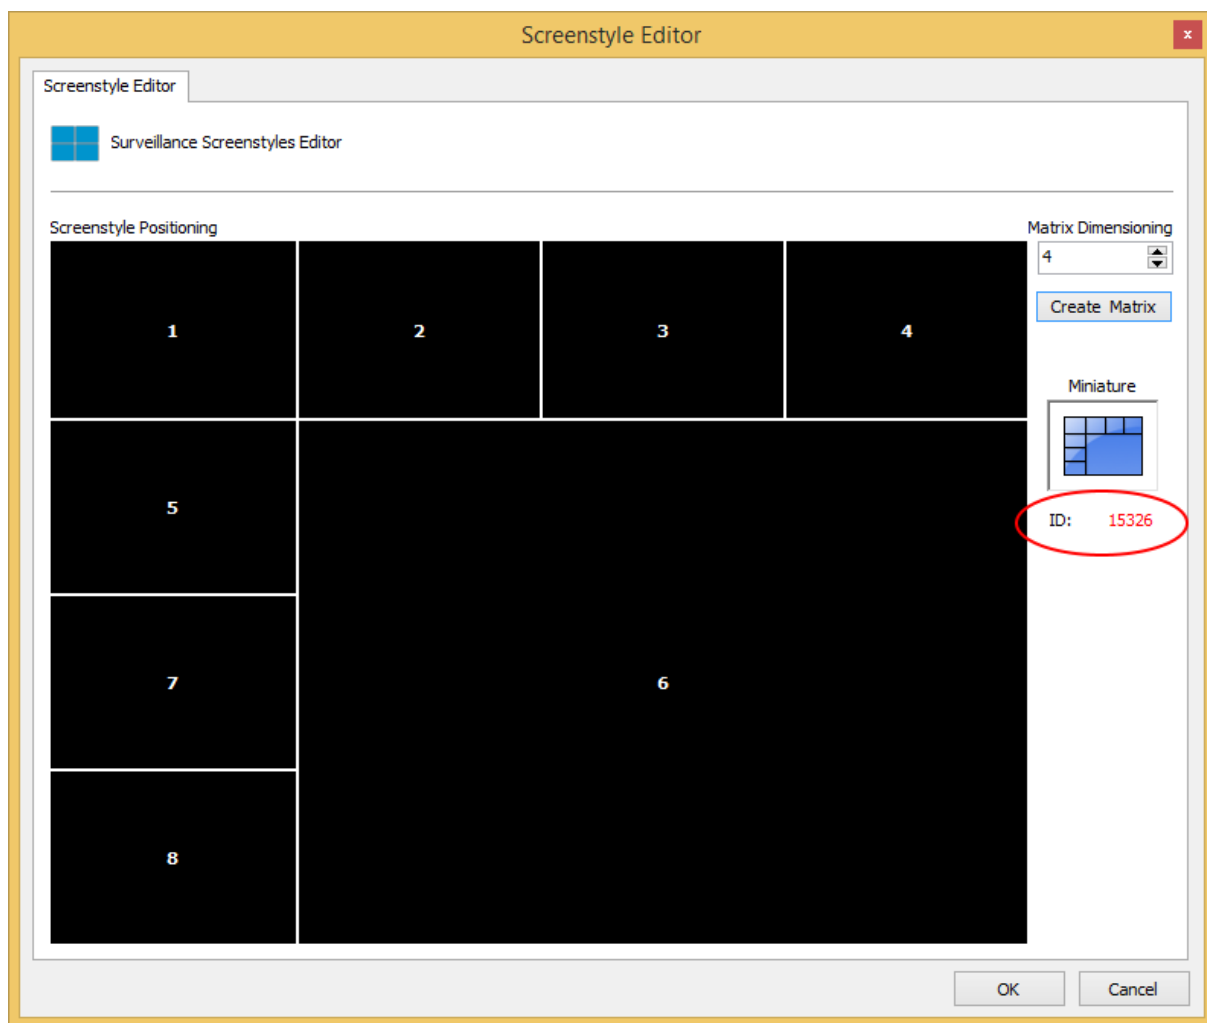 Screenstyle Editor
x
Screenstyle Editor
Surveillance Screenstyles Editor
Screenstyle Positioning
Matrix Dimensioning
4
Create Matrix
1
2
3
4
Miniature
5
ID: 15326
7
6
8
OK
Cancel